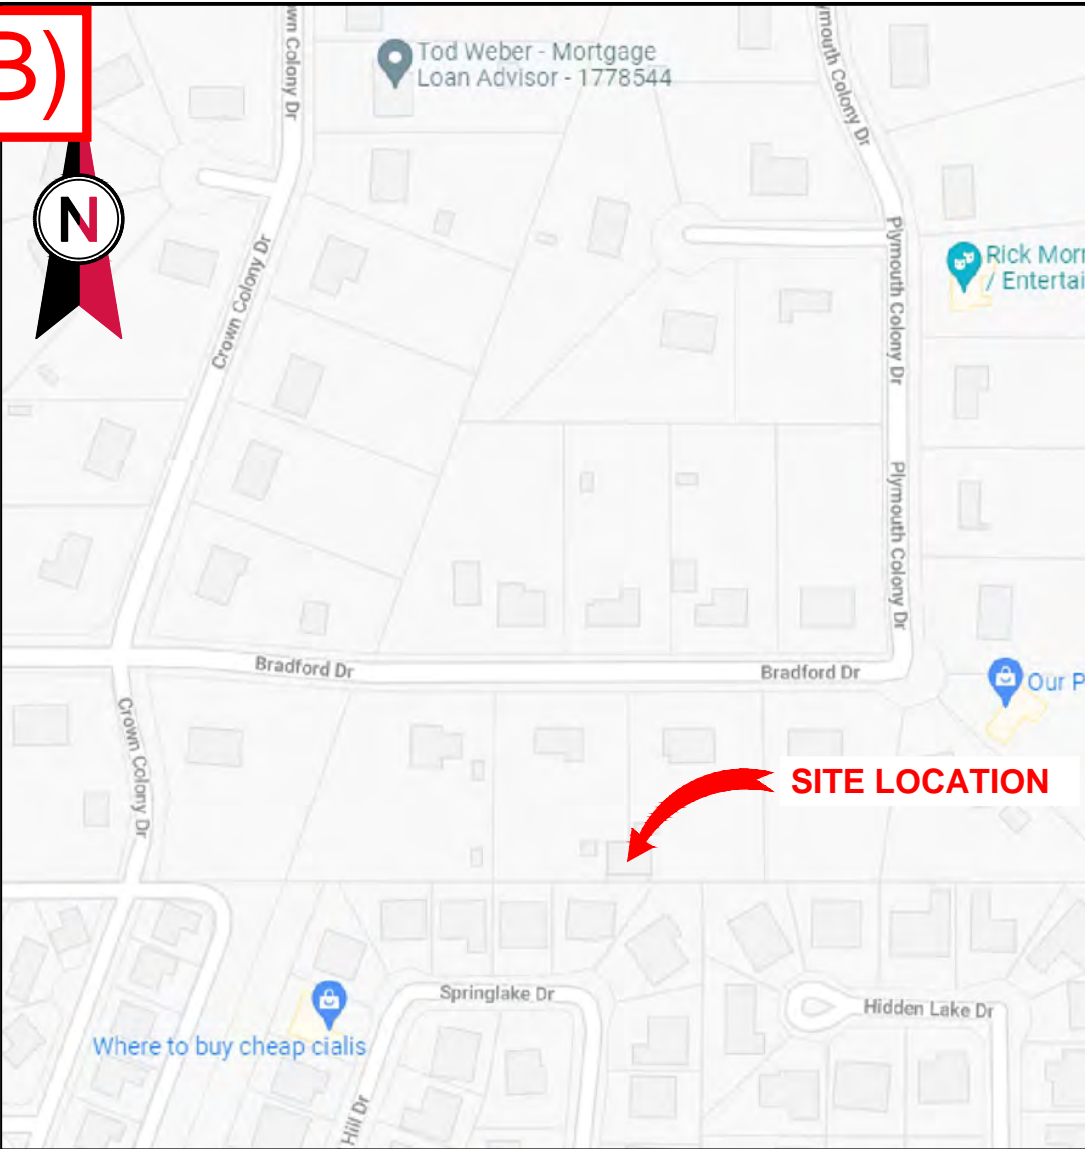 B)
N
Tod Weber - Mortgage
Loan Advisor - 1778544
wn Colony Dr
ymouth Colony Dr
Crown Colony Dr
Plymouth Colony Dr
Rick Morr
/ Entertai
Plymouth Colony Dr
Bradford Dr
Bradford Dr
Our P
Crown Colony Dr
SITE LOCATION
Springlake Dr
Hidden Lake Dr
Where to buy cheap cialis
Hill Dr